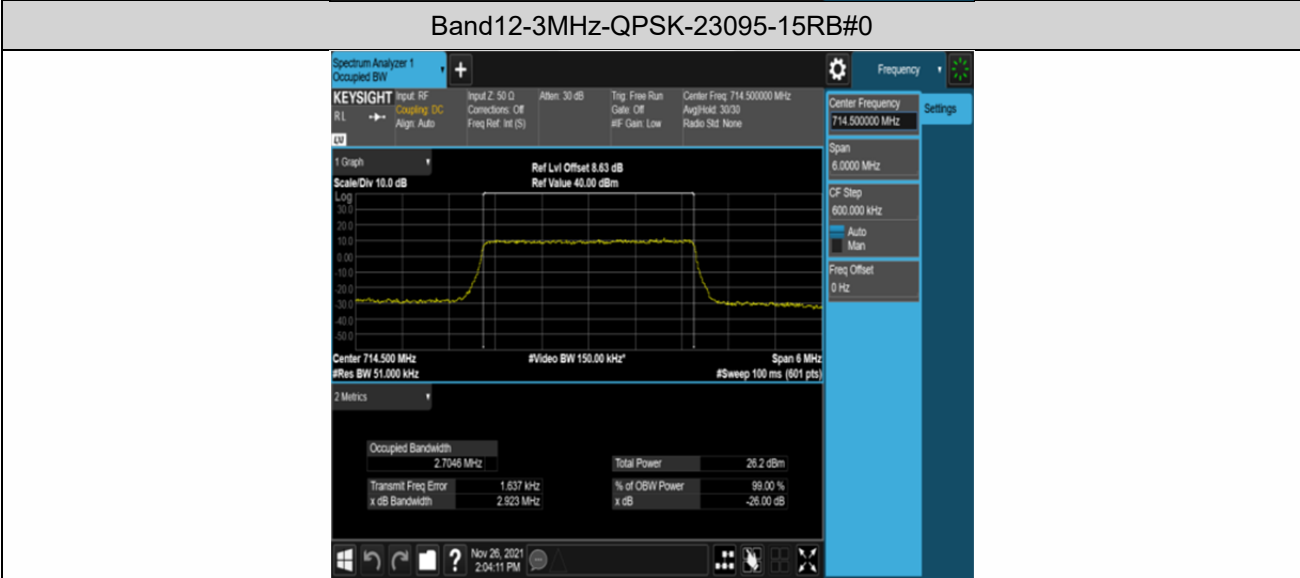 Band12-3MHz-QPSK-23095-15RB#0
Spectrum Analyzer 1
Occupied BW
+
Frequency
KEYSIGHT Input: RF Input Z: 50 Ω Atten: 30 dB Trig: Free Run Center Freq: 714.500000 MHz
RL Coupling: DC Corrections: Off Gate: Off Avg|Hold: 30/30
Align: Auto Freq Ref: Int (S) #IF Gain: Low Radio Std: None
Center Frequency
714.500000 MHz
Settings
Span
6.0000 MHz
CF Step
600.000 kHz
Auto
Man
Freq Offset
0 Hz
1 Graph
Ref Lvl Offset 8.63 dB
Scale/Div 10.0 dB Ref Value 40.00 dBm
Log
30.0
20.0
10.0
0.00
-10.0
-20.0
-30.0
-40.0
-50.0
Center 714.500 MHz #Video BW 150.00 kHz* Span 6 MHz
#Res BW 51.000 kHz #Sweep 100 ms (601 pts)
2 Metrics
Occupied Bandwidth
2.7046 MHz Total Power 26.2 dBm
Transmit Freq Error 1.637 kHz % of OBW Power 99.00 %
x dB Bandwidth 2.923 MHz x dB -26.00 dB
? Nov 26, 2021
2:04:11 PM